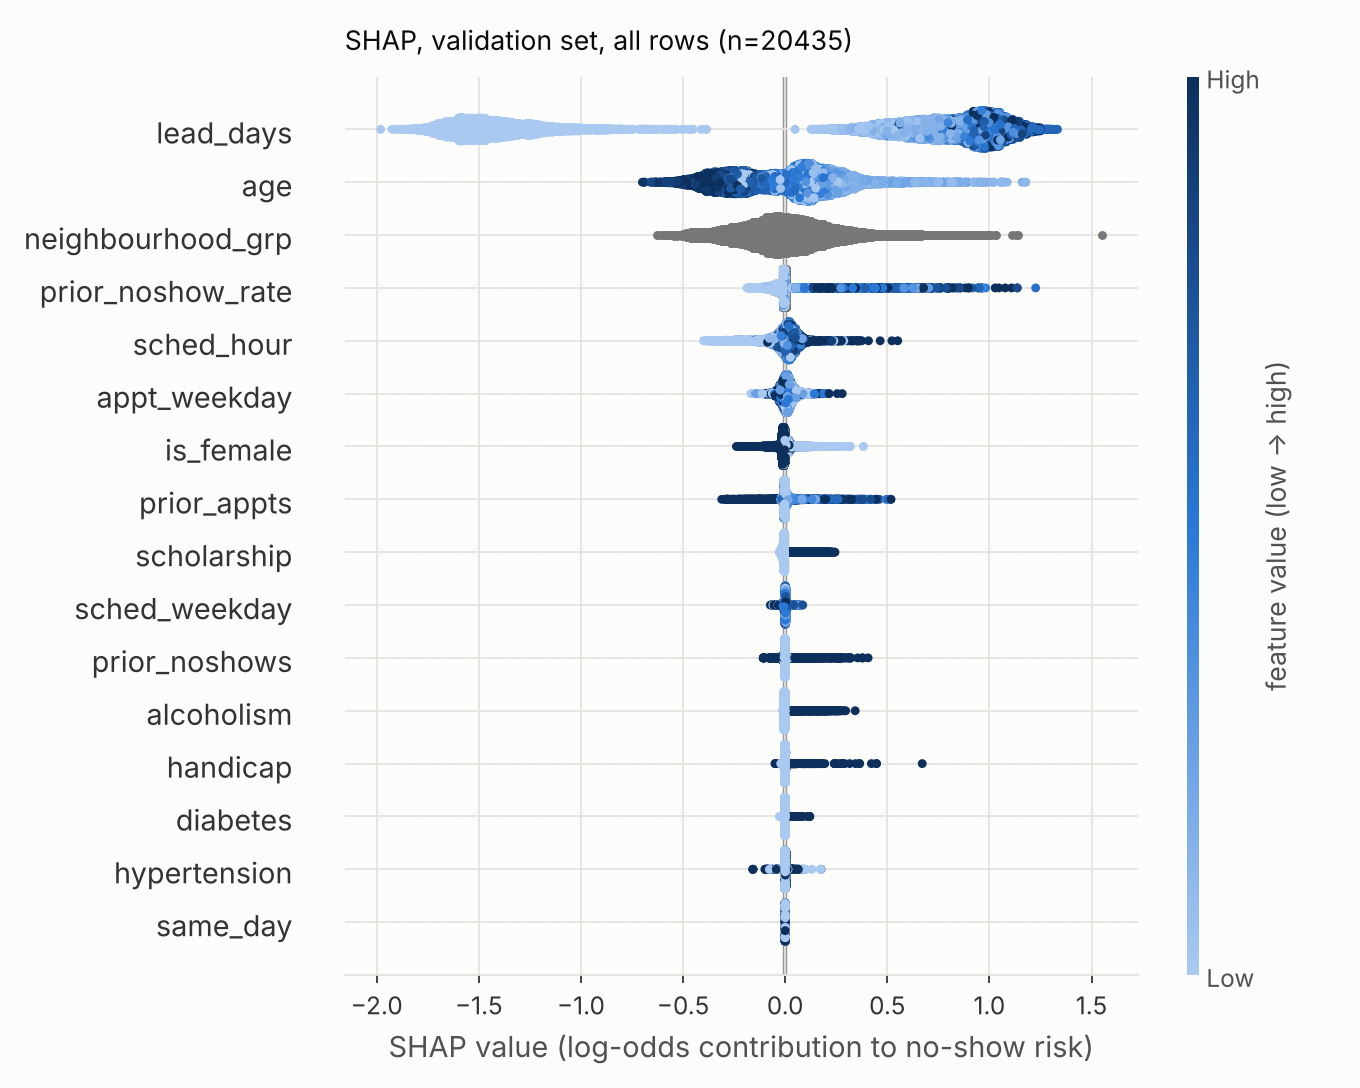 SHAP, validation set, all rows (n=20435)
High
lead_days
age
neighbourhood_grp
prior_noshow_rate
sched_hour
appt_weekday
is_female
prior_appts
scholarship
sched_weekday
prior_noshows
alcoholism
handicap
diabetes
hypertension
same_day
feature value (low → high)
Low
−2.0 −1.5 −1.0 −0.5 0.0 0.5 1.0 1.5
SHAP value (log-odds contribution to no-show risk)